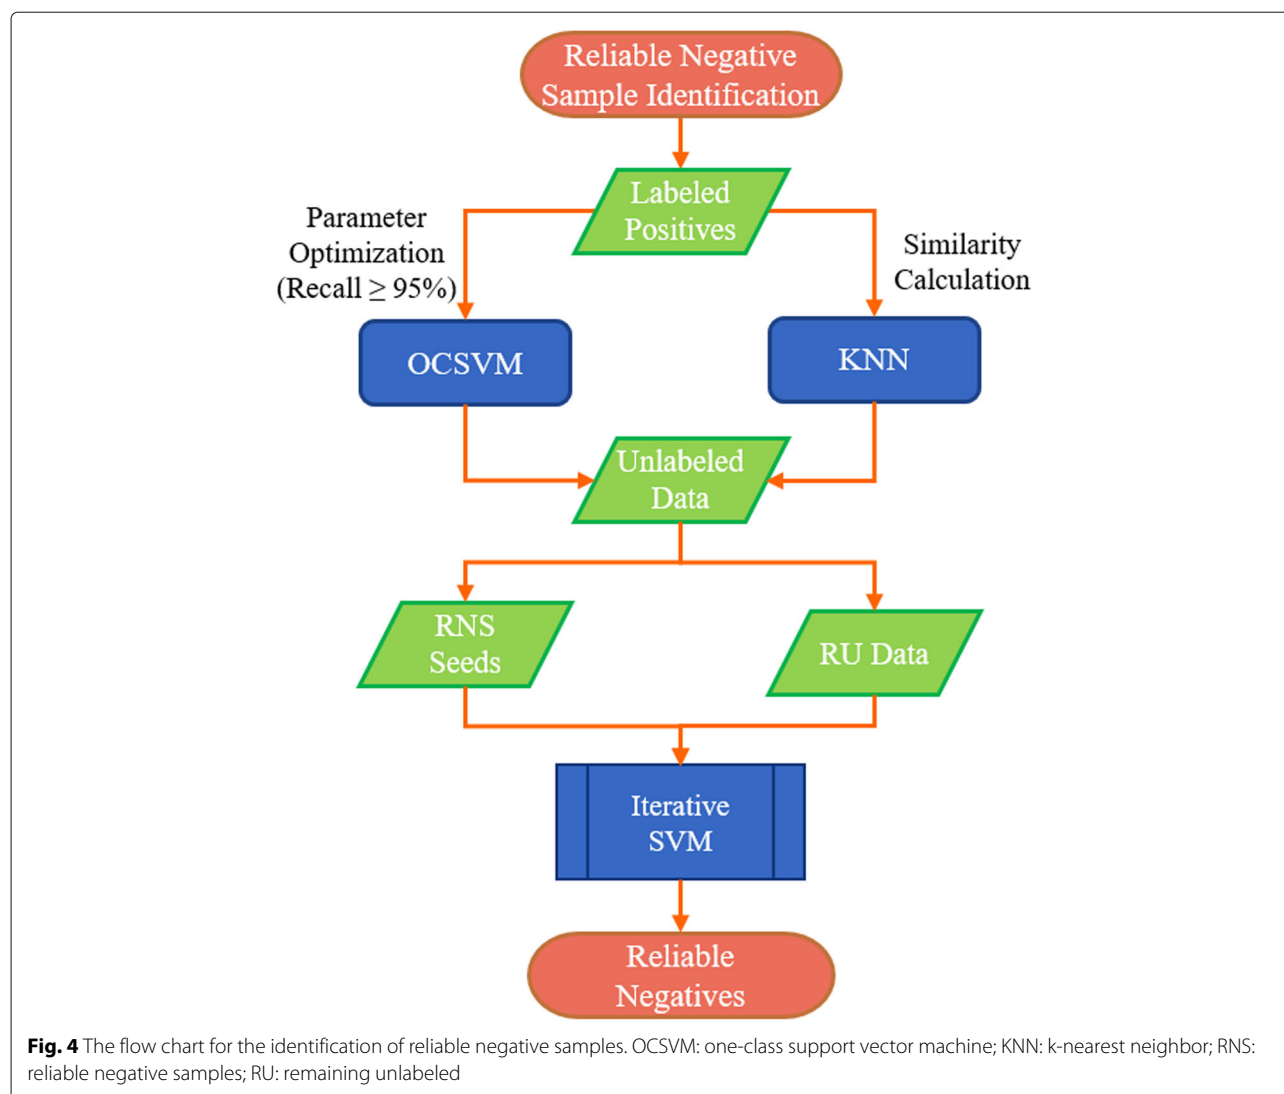 Reliable Negative
Sample Identification
Labeled
Positives
Parameter
Optimization
(Recall ≥ 95%)
Similarity
Calculation
OCSVM
KNN
Unlabeled
Data
RNS
Seeds
RU Data
Iterative
SVM
Reliable
Negatives
Fig. 4 The flow chart for the identification of reliable negative samples. OCSVM: one-class support vector machine; KNN: k-nearest neighbor; RNS:
reliable negative samples; RU: remaining unlabeled